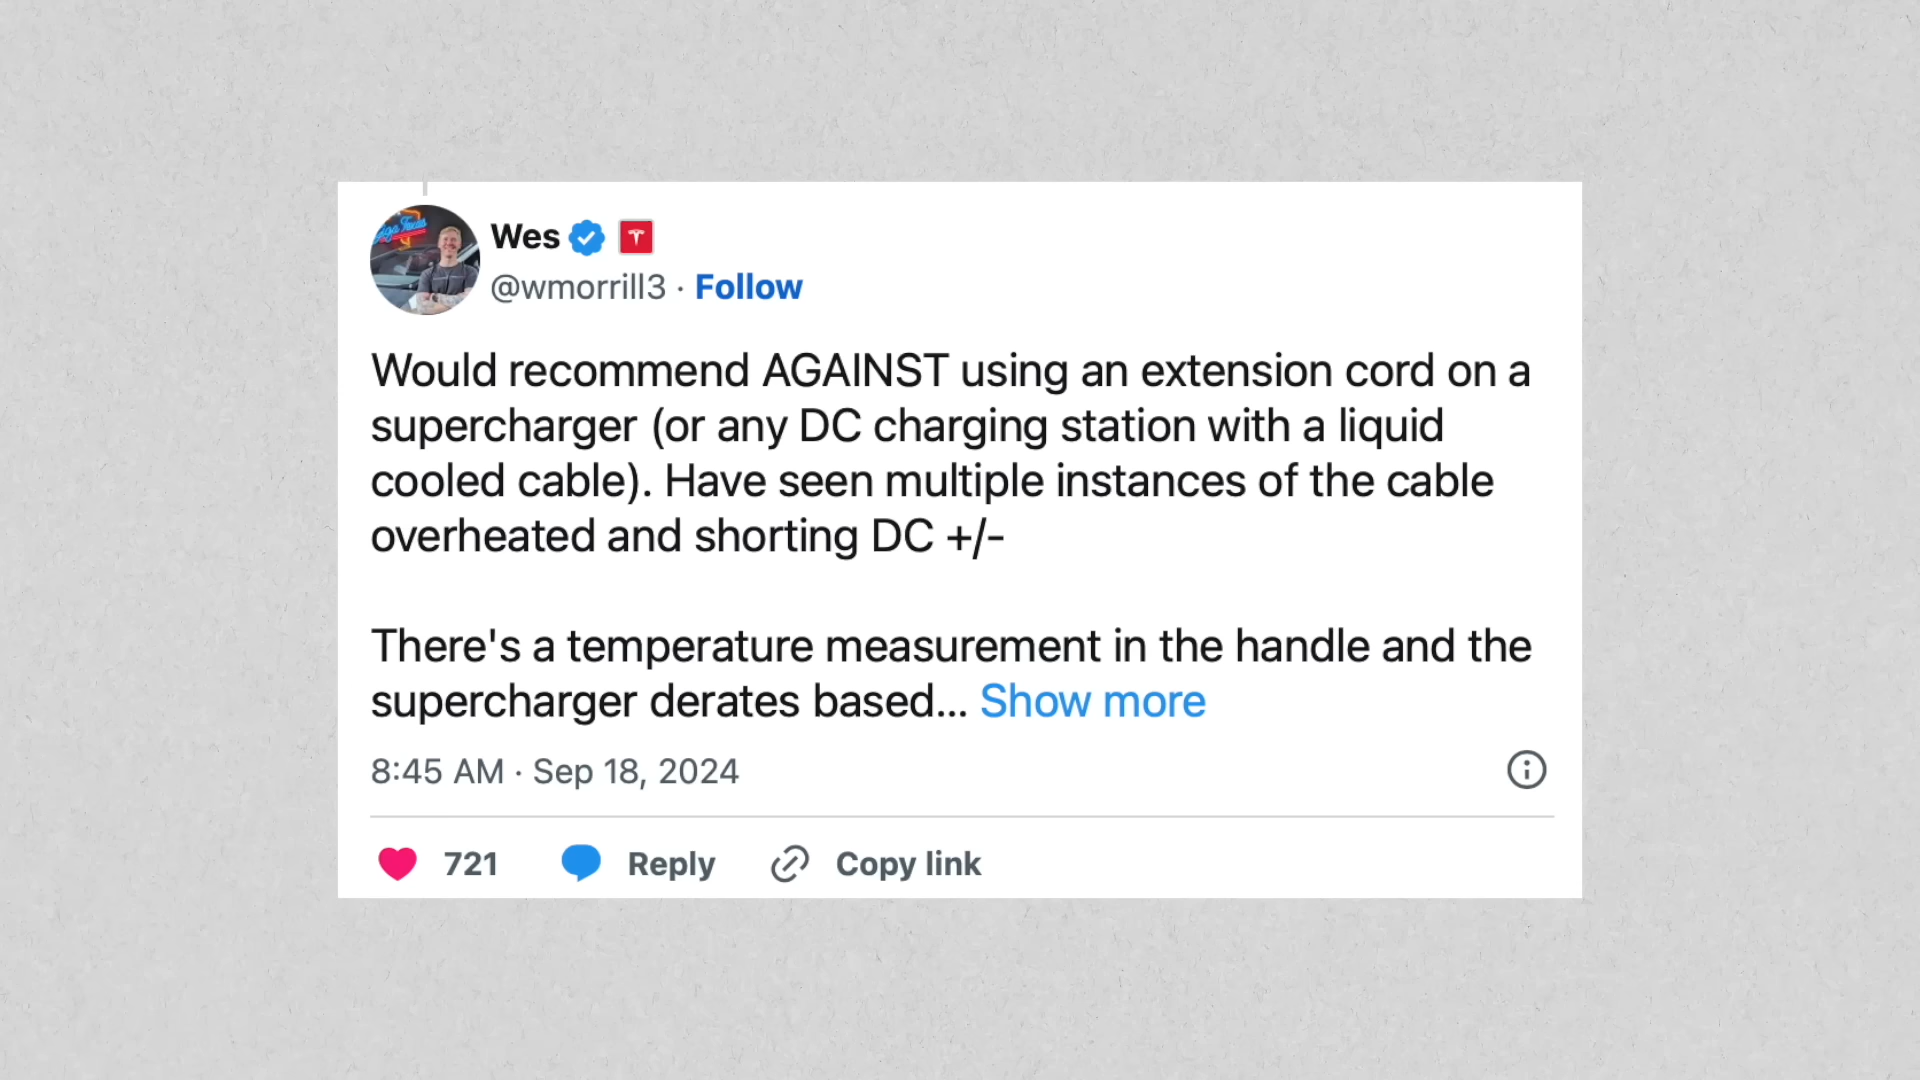 Wes
@wmorrill3 · Follow
Would recommend AGAINST using an extension cord on a
supercharger (or any DC charging station with a liquid
cooled cable). Have seen multiple instances of the cable
overheated and shorting DC +/-
There's a temperature measurement in the handle and the
supercharger derates based... Show more
8:45 AM · Sep 18, 2024
721 Reply Copy link